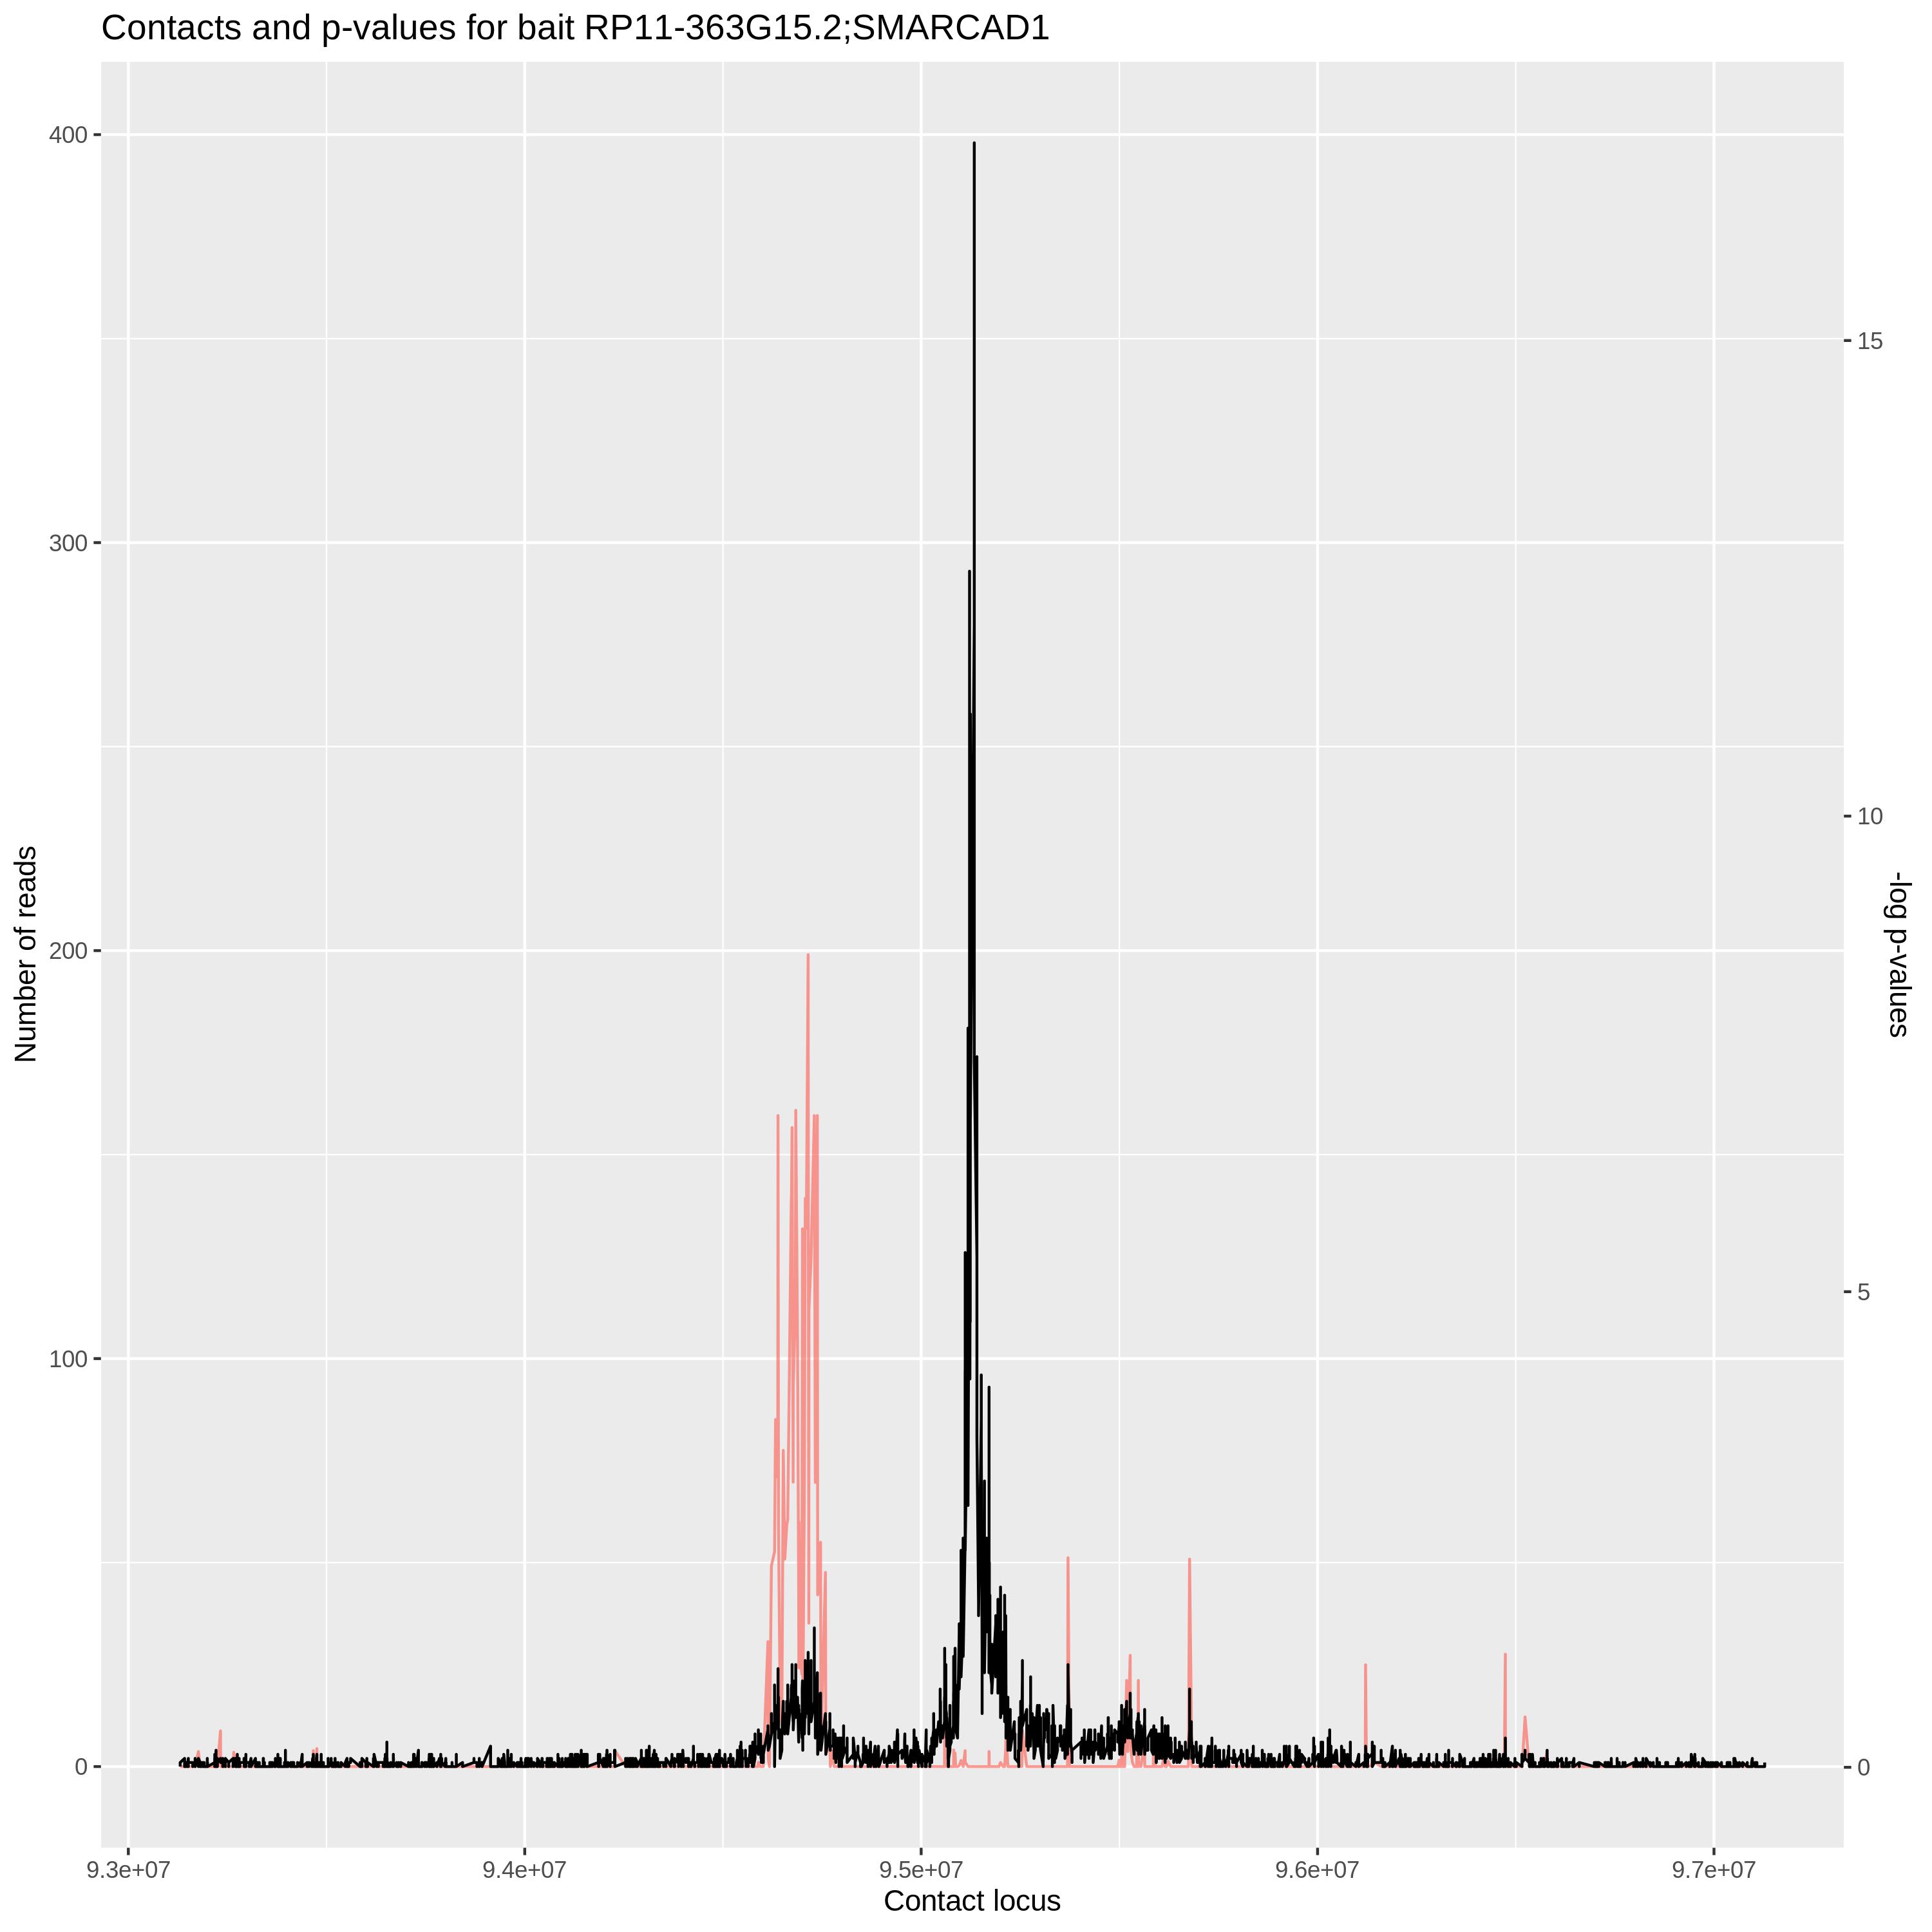 Contacts and p-values for bait RP11-363G15.2;SMARCAD1
Number of reads
400
300
200
100
0
15
10
5
0
-log p-values
9.3e+07
9.4e+07
9.5e+07
9.6e+07
9.7e+07
Contact locus